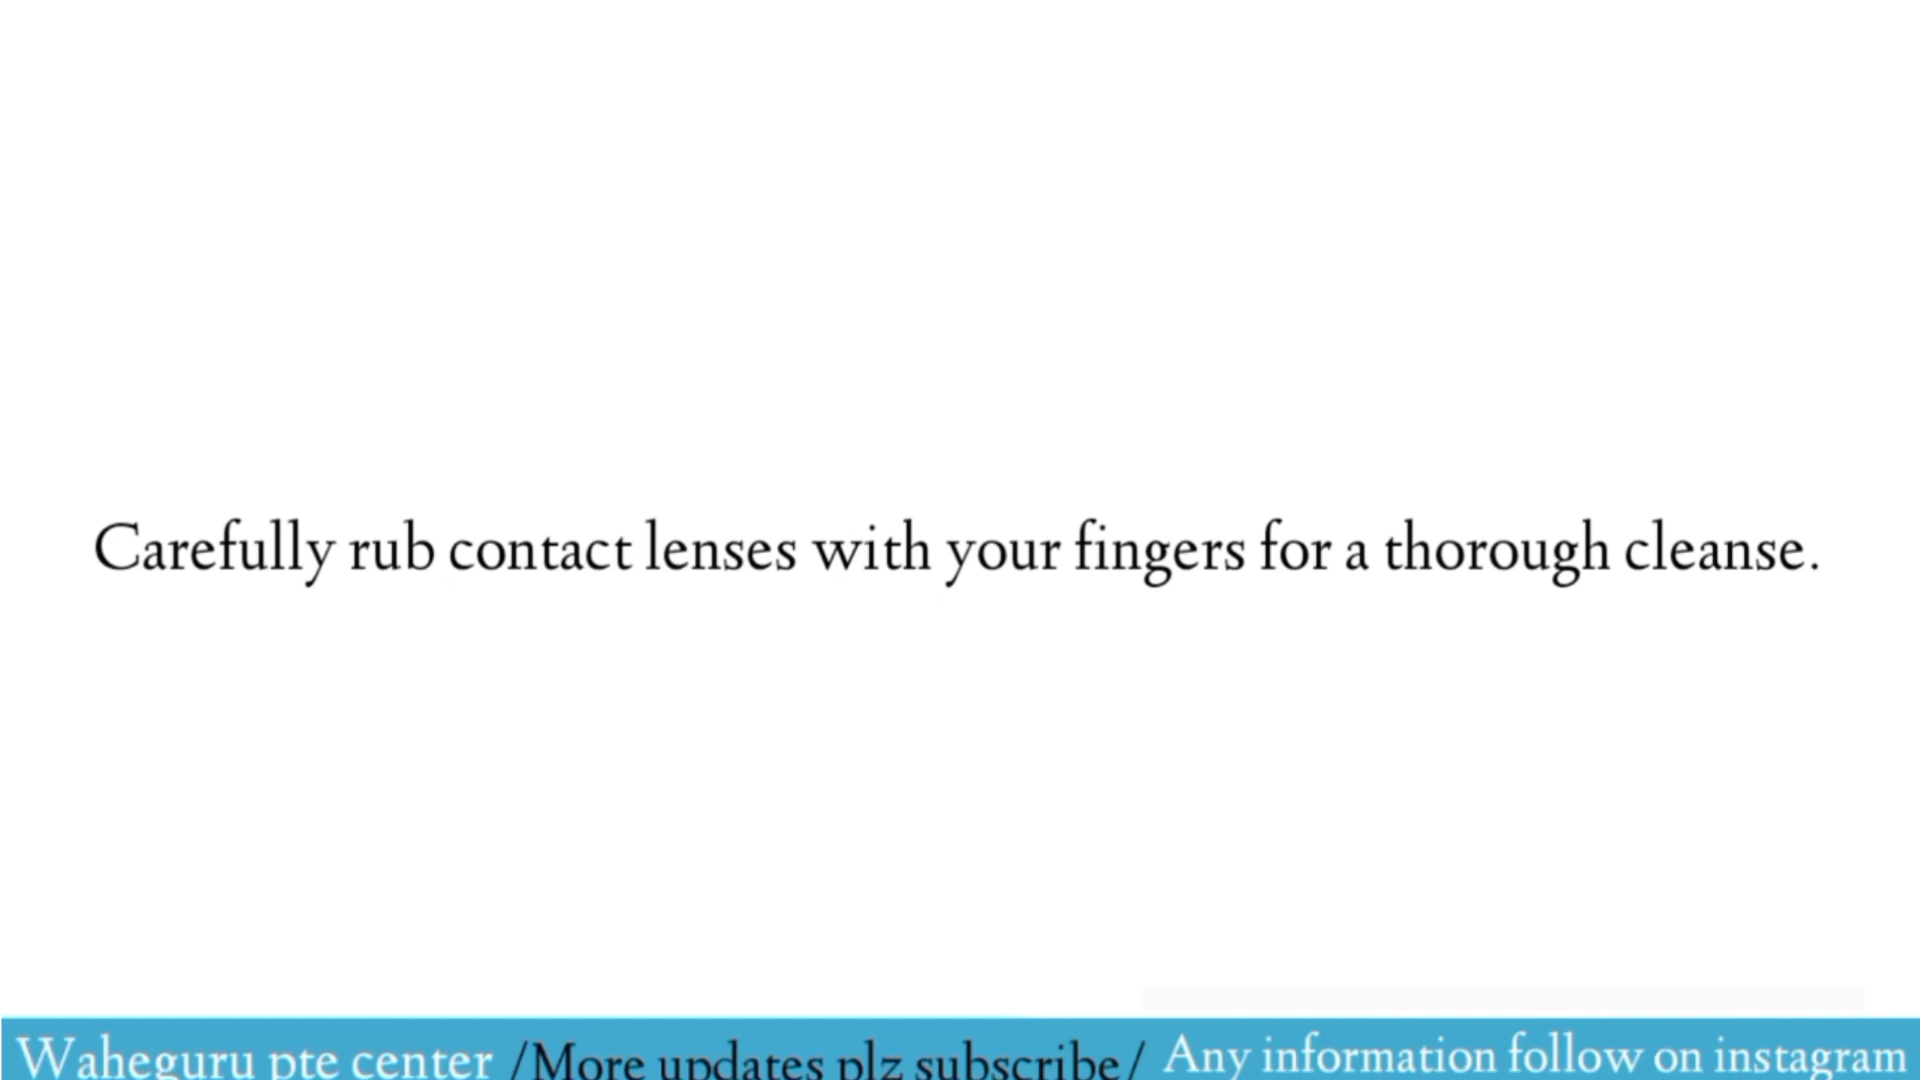 Carefully rub contact lenses with your fingers for a thorough cleanse.
Waheguru pte center /More updates plz subscribe/ Any information follow on instagram